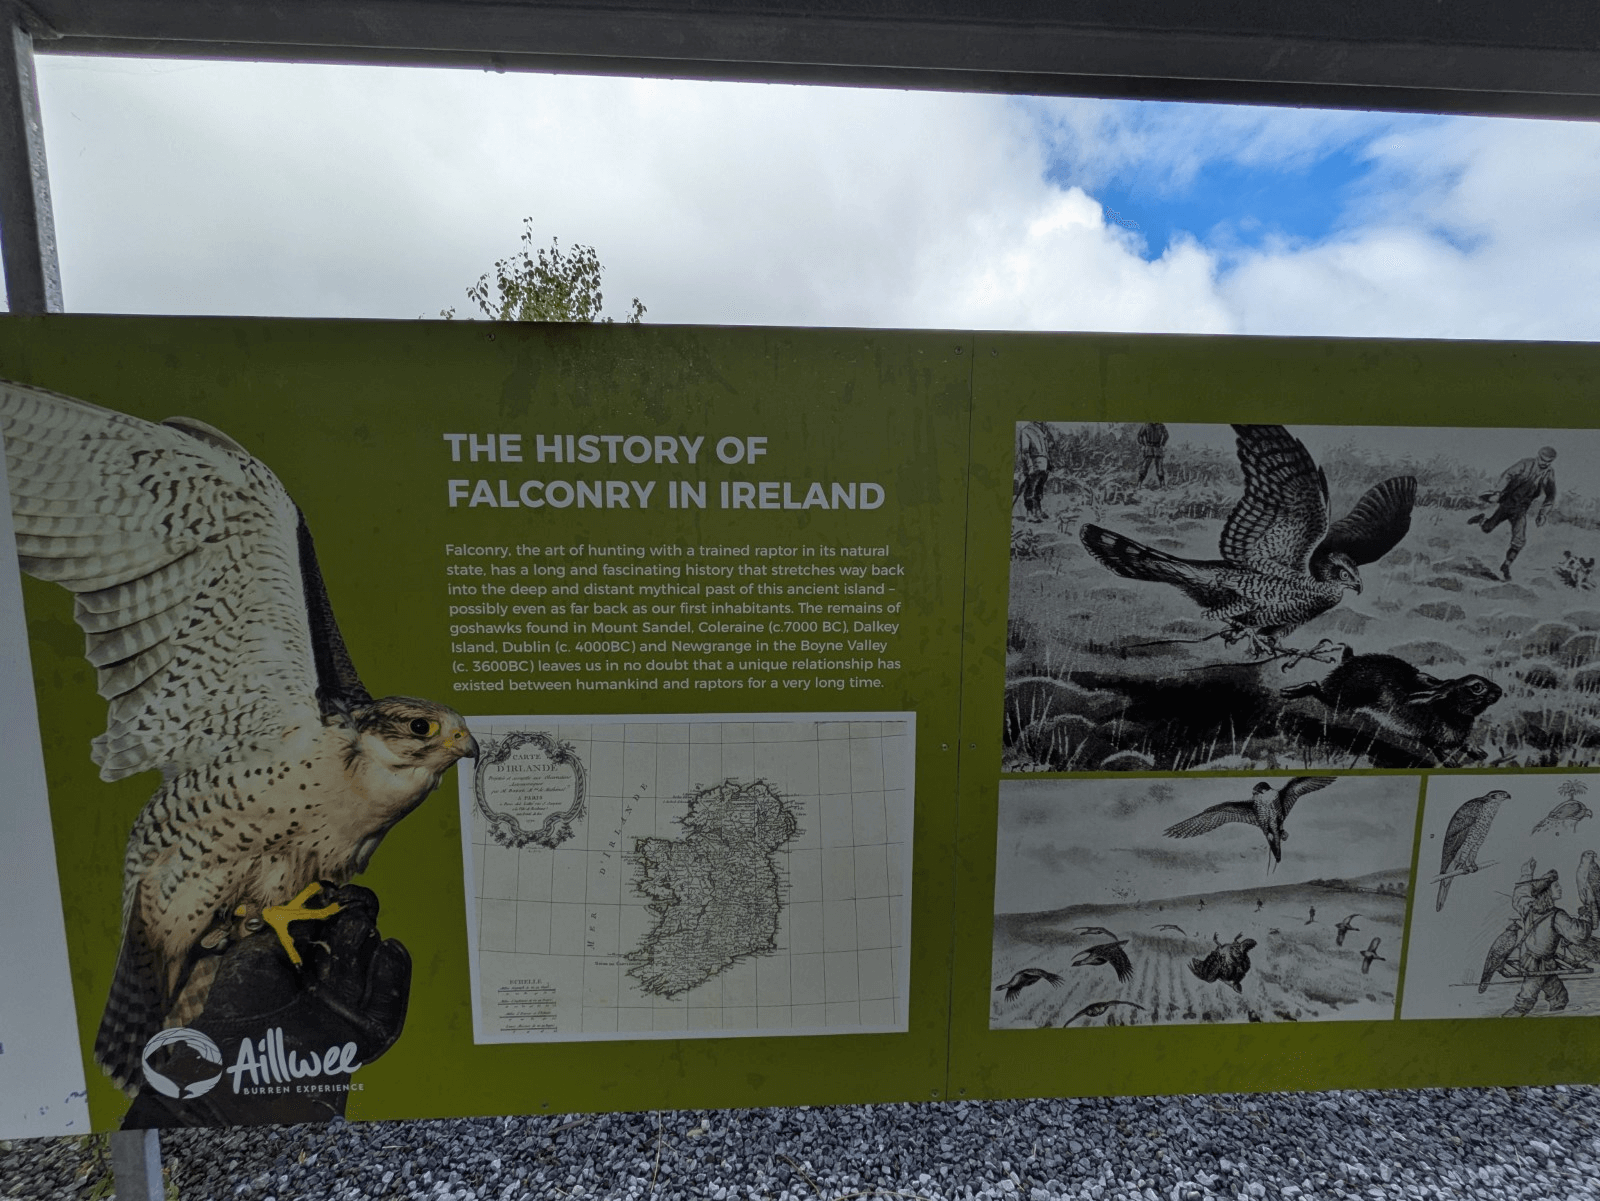 THE HISTORY OF
FALCONRY IN IRELAND
Falconry, the art of hunting with a trained raptor in its natural
state, has a long and fascinating history that stretches way back
into the deep and distant mythical past of this ancient island –
possibly even as far back as our first inhabitants. The remains of
goshawks found in Mount Sandel, Coleraine (c.7000 BC), Dalkey
Island, Dublin (c. 4000BC) and Newgrange in the Boyne Valley
(c. 3600BC) leaves us in no doubt that a unique relationship has
existed between humankind and raptors for a very long time.
CARTE
D'IRLANDE
A PARIS
MER D'IRLANDE
ECHELLE
Aillwee
BURREN EXPERIENCE